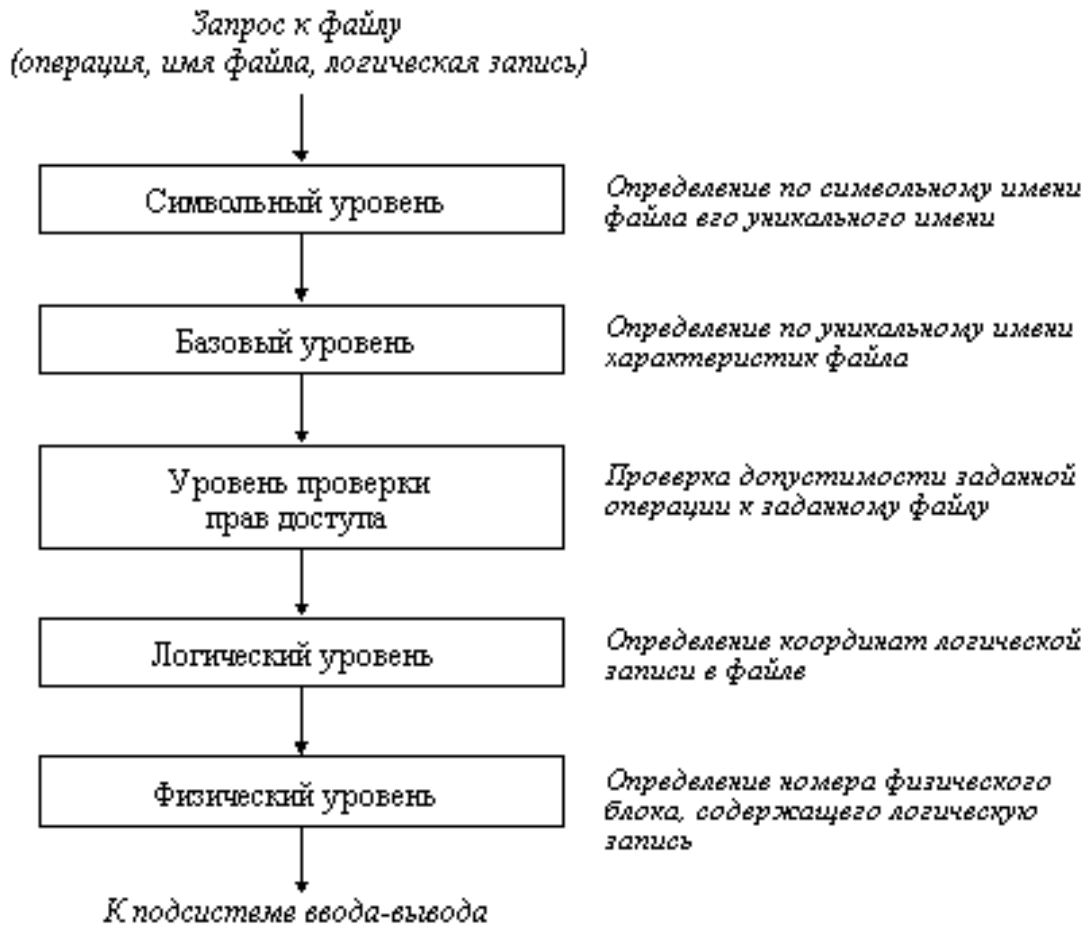 Запрос к файлу
(операция, имя файла, логическая запись)
Символьный уровень
Определение по символьному имени
файла его уникального имени
Базовый уровень
Определение по уникальному имени
характеристик файла
Уровень проверки
прав доступа
Проверка допустимости заданной
операции к заданному файлу
Логический уровень
Определение координат логической
записи в файле
Физический уровень
Определение номера физического
блока, содержащего логическую
запись
К подсистеме ввода-вывода